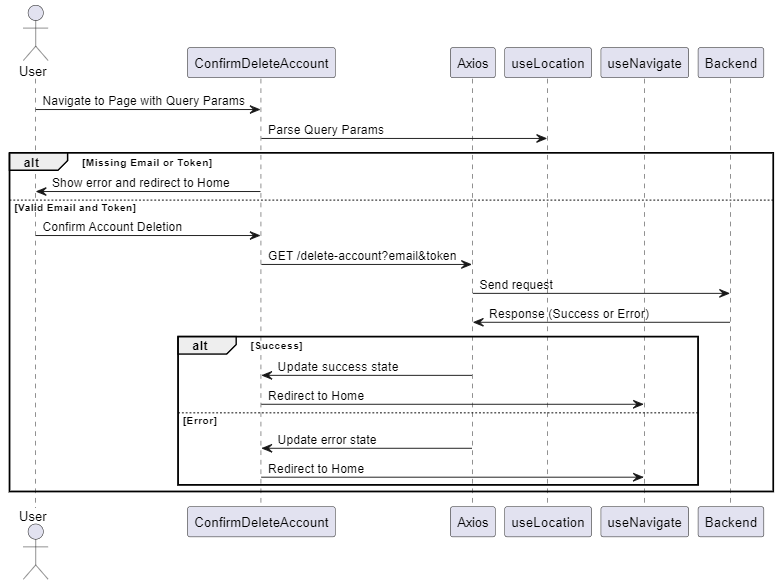 User
ConfirmDeleteAccount
Axios
useLocation
useNavigate
Backend
Navigate to Page with Query Params
Parse Query Params
alt [Missing Email or Token]
Show error and redirect to Home
[Valid Email and Token]
Confirm Account Deletion
GET /delete-account?email&token
Send request
Response (Success or Error)
alt [Success]
Update success state
Redirect to Home
[Error]
Update error state
Redirect to Home
User
ConfirmDeleteAccount
Axios
useLocation
useNavigate
Backend